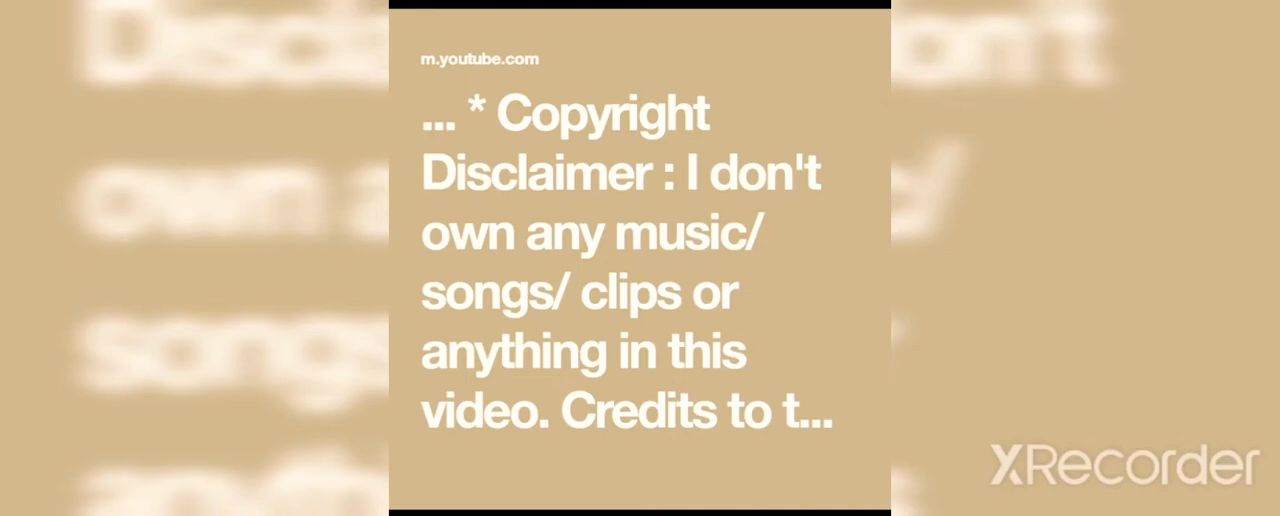 m.youtube.com
... * Copyright
Disclaimer : I don't
own any music/
songs/ clips or
anything in this
video. Credits to t...
XRecorder